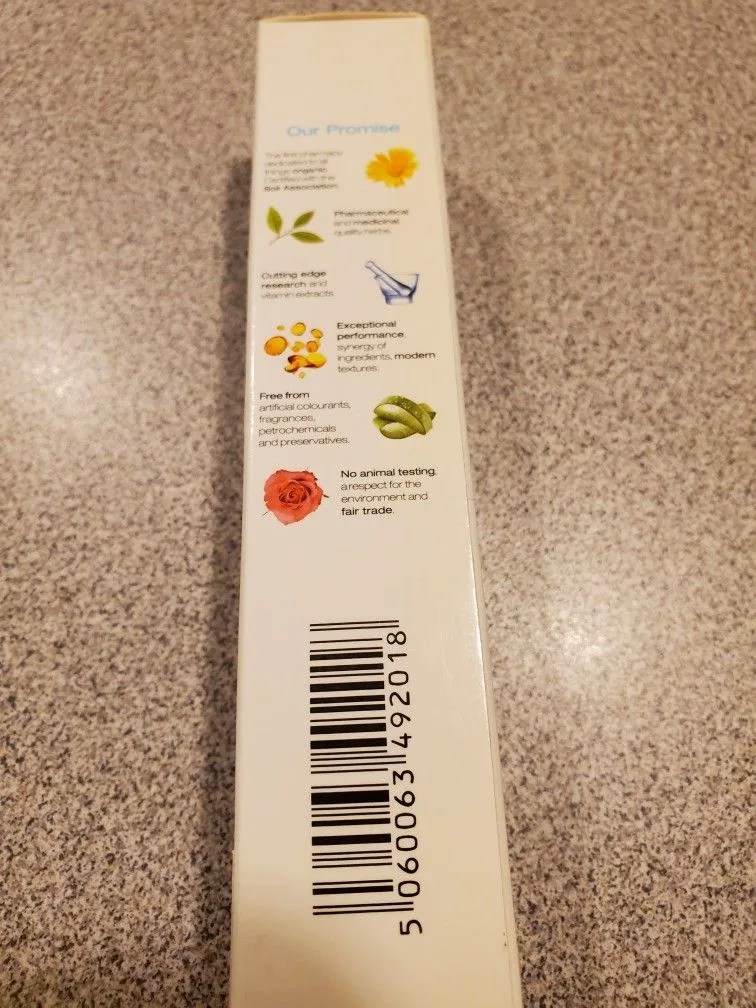 Our Promise
The first pharmacy
dedicated to all
things organic.
Certified with the
Soil Association.
Pharmaceutical
and medicinal
quality herbs.
Cutting edge
research and
vitamin extracts.
Exceptional
performance,
synergy of
ingredients, modern
textures.
Free from
artificial colourants,
fragrances,
petrochemicals
and preservatives.
No animal testing,
a respect for the
environment and
fair trade.
5 060063 492018